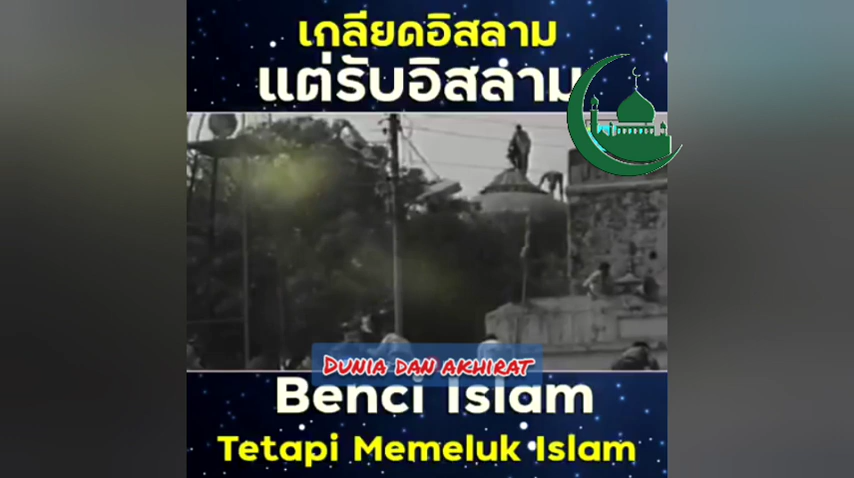 เกลียดอิสลาม
แต่รับอิสลาม
DUNIA DAN AKHIRAT
Benci Islam
Tetapi Memeluk Islam